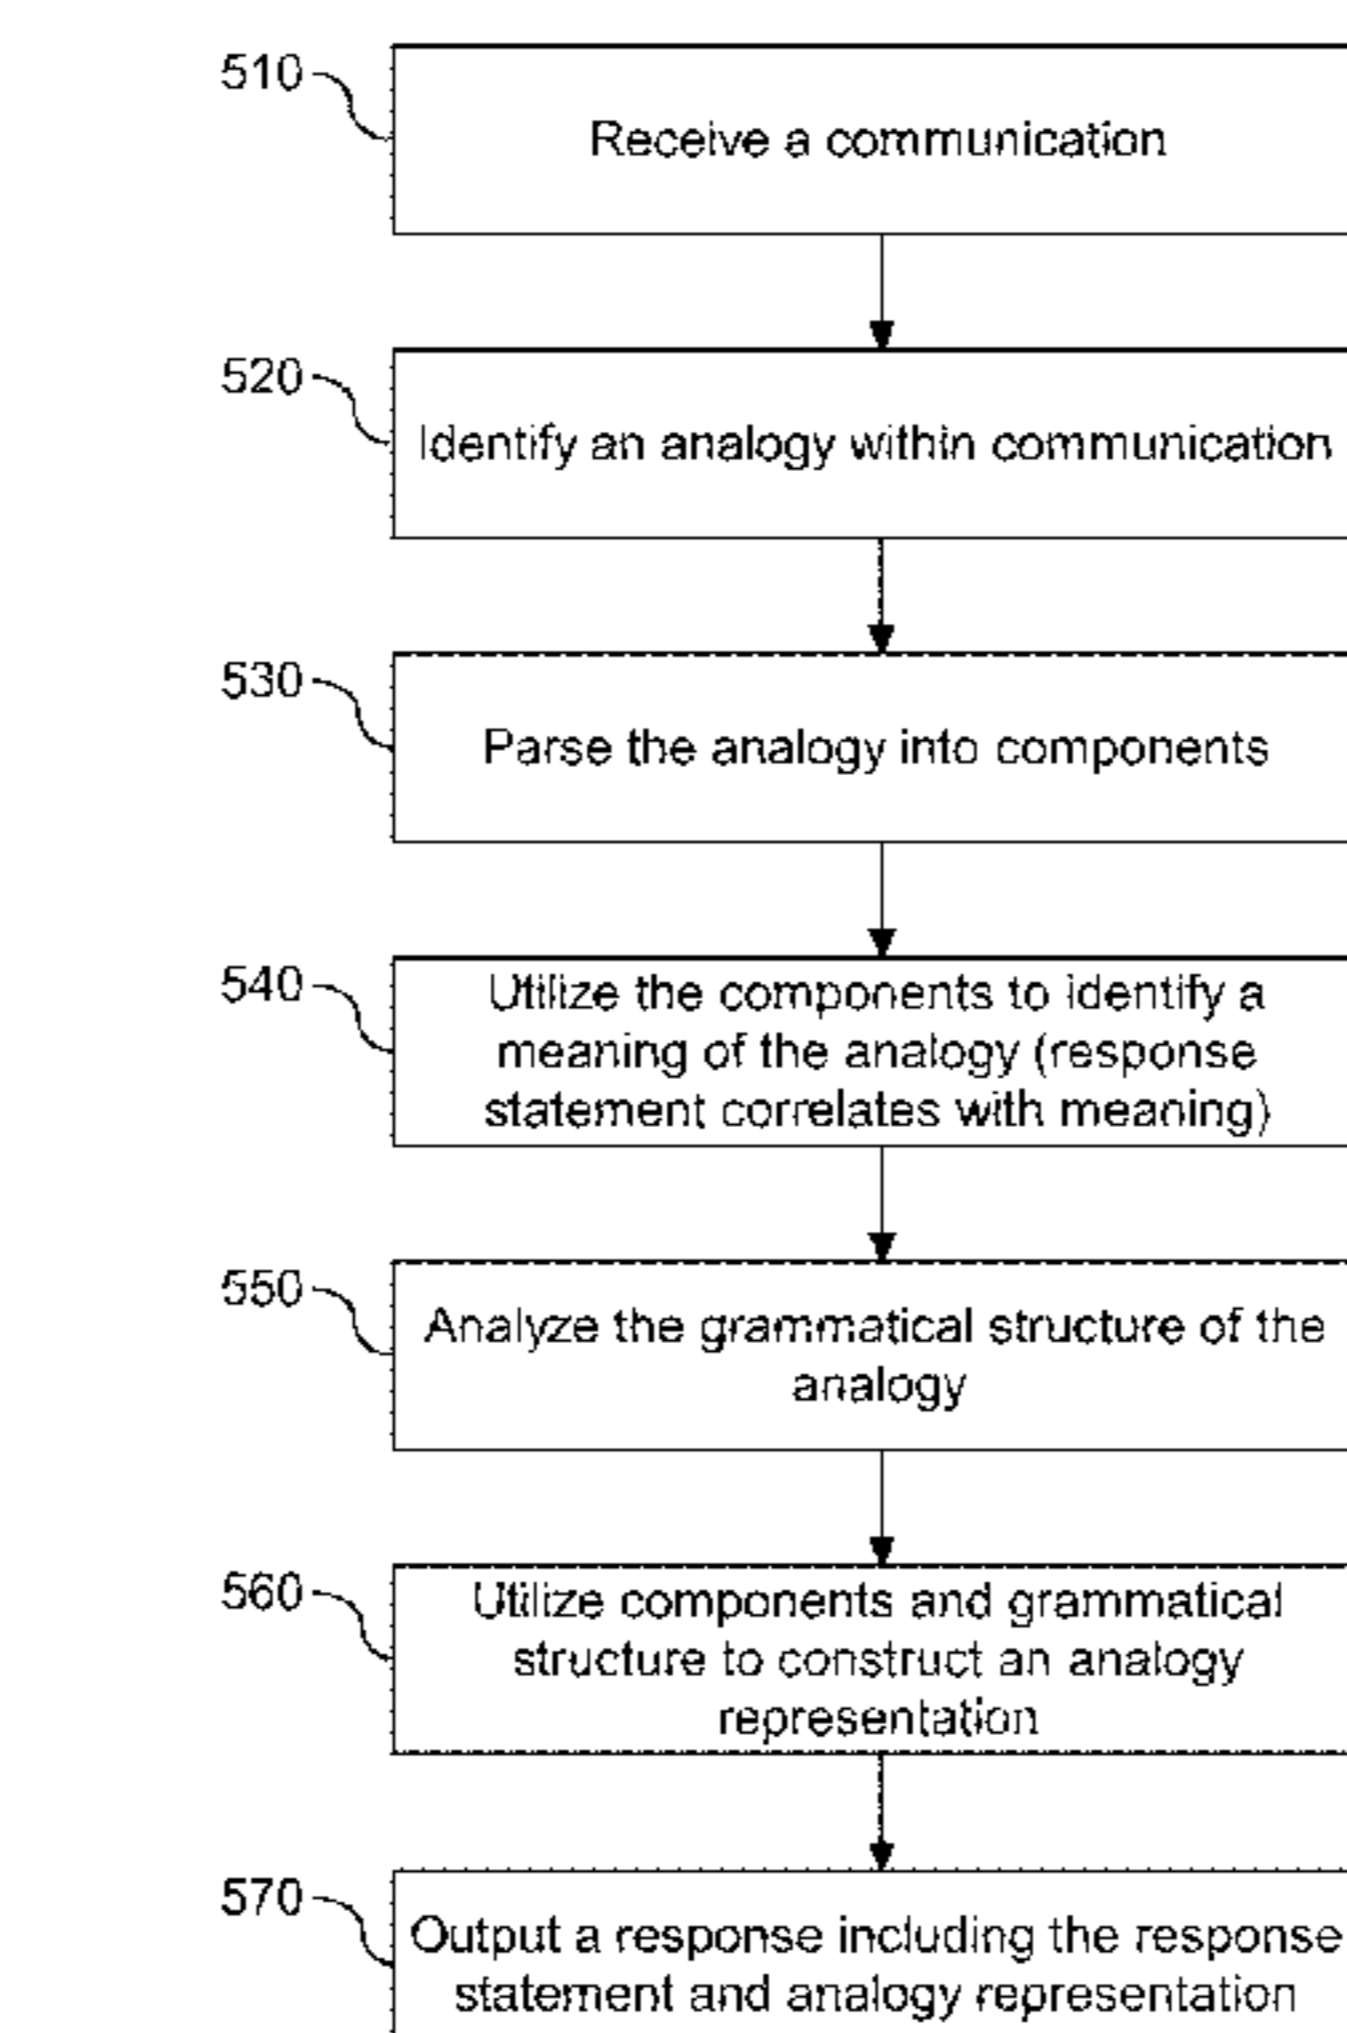 510
Receive a communication
520
Identify an analogy within communication
530
Parse the analogy into components
540
Utilize the components to identify a
meaning of the analogy (response
statement correlates with meaning)
550
Analyze the grammatical structure of the
analogy
560
Utilize components and grammatical
structure to construct an analogy
representation
570
Output a response including the response
statement and analogy representation